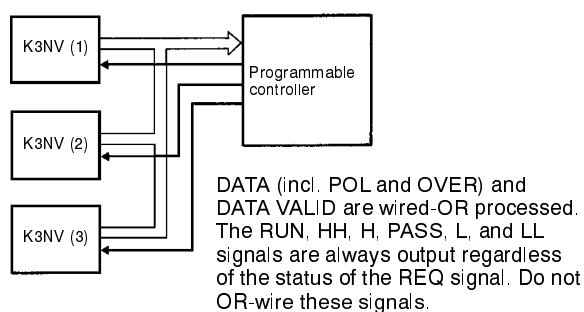 K3NV (1)
Programmable
controller
K3NV (2)
K3NV (3)
DATA (incl. POL and OVER) and
DATA VALID are wired-OR processed.
The RUN, HH, H, PASS, L, and LL
signals are always output regardless
of the status of the REQ signal. Do not
OR-wire these signals.